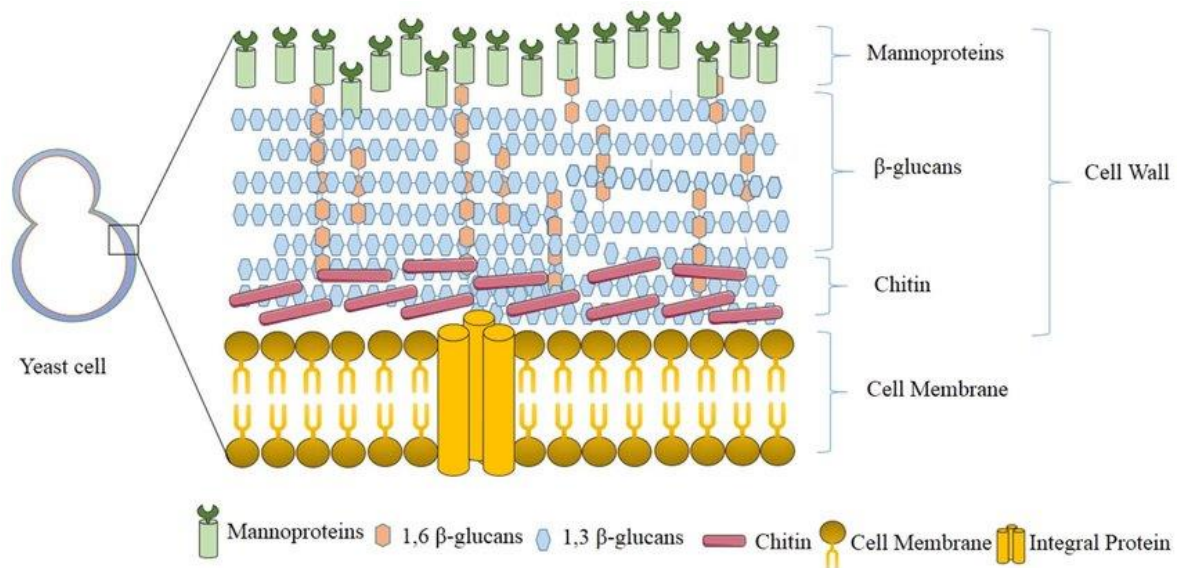 Mannoproteins
β-glucans
Cell Wall
Chitin
Yeast cell
Cell Membrane
Mannoproteins 1,6 β-glucans 1,3 β-glucans Chitin Cell Membrane Integral Protein